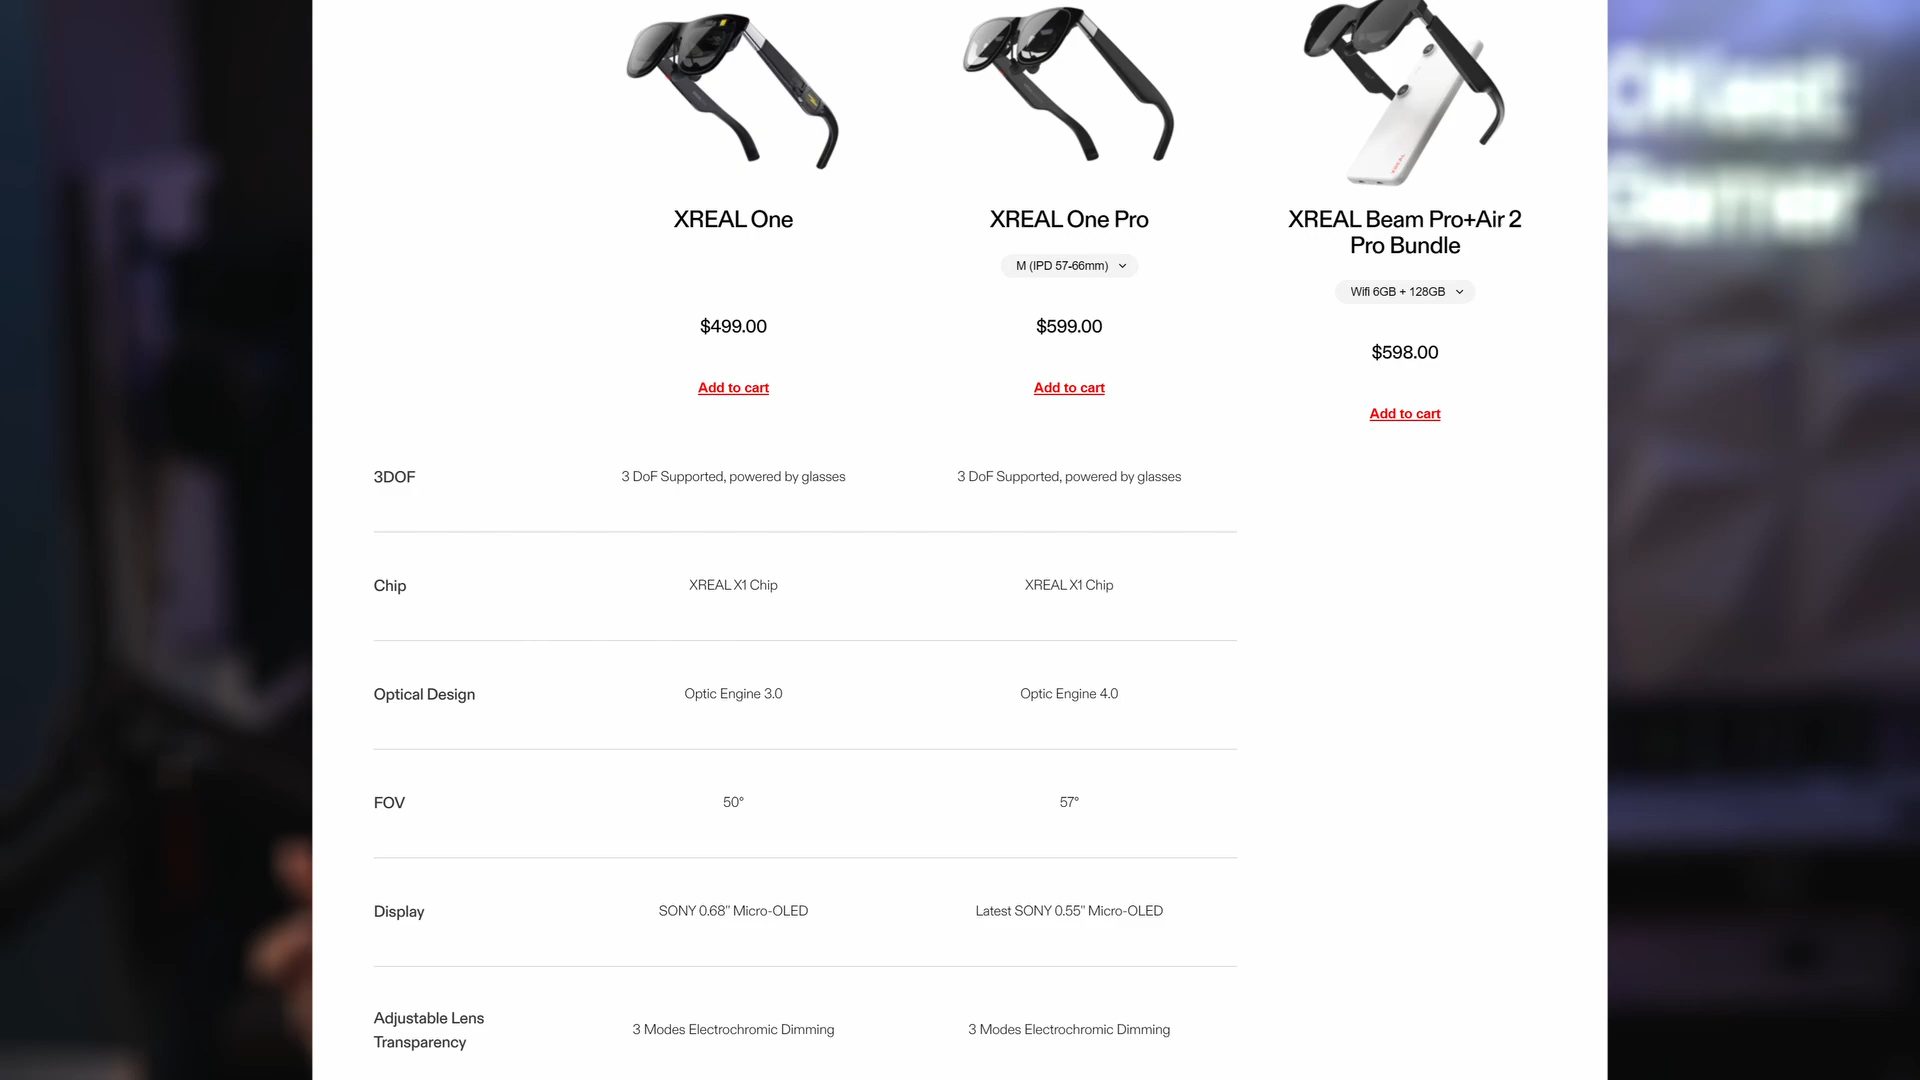 XREAL One
XREAL One Pro
XREAL Beam Pro+Air 2
Pro Bundle
M (IPD 57-66mm)
Wifi 6GB + 128GB
$499.00
$599.00
$598.00
Add to cart
Add to cart
Add to cart
3DOF
3 DoF Supported, powered by glasses
3 DoF Supported, powered by glasses
Chip
XREAL X1 Chip
XREAL X1 Chip
Optical Design
Optic Engine 3.0
Optic Engine 4.0
FOV
50°
57°
Display
SONY 0.68" Micro-OLED
Latest SONY 0.55" Micro-OLED
Adjustable Lens
Transparency
3 Modes Electrochromic Dimming
3 Modes Electrochromic Dimming
XREAL